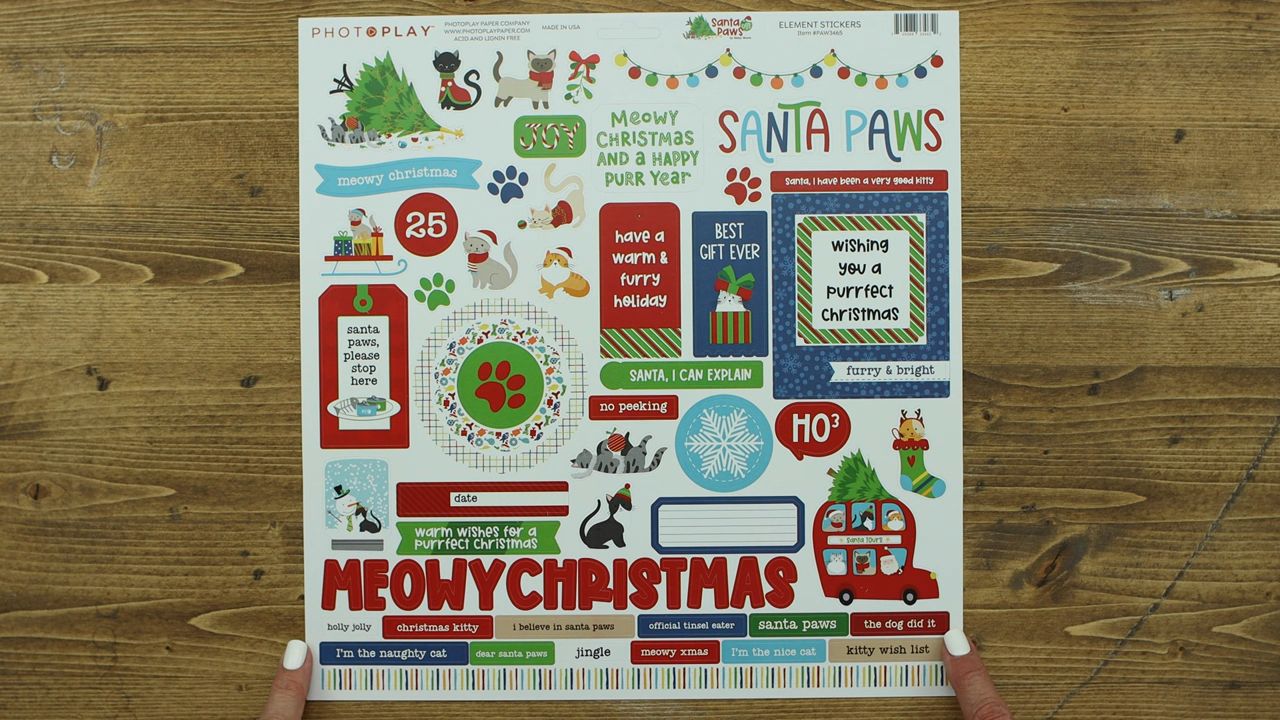 PHOTOPLAY
PHOTOPLAY PAPER COMPANY
WWW.PHOTOPLAYPAPER.COM
ACID AND LIGNIN FREE
MADE IN USA
Santa
Paws
ELEMENT STICKERS
Item #PAW3465
JOY
MEOWY
CHRISTMAS
AND a HAPPY
PURR YEAR
SANTA PAWS
meowy christmas
Santa, I have been a very good kitty
25
have a
warm &
furry
holiday
BEST
GIFT EVER
wishing
you a
purrfect
christmas
furry & bright
santa
paws,
please
stop
here
SANTA, I CAN EXPLAIN
no peeking
HO3
date
warm wishes for a
purrfect christmas
Santa Tours
MEOWYCHRISTMAS
holly jolly
christmas kitty
i believe in santa paws
official tinsel eater
santa paws
the dog did it
I'm the naughty cat
dear santa paws
jingle
meowy xmas
I'm the nice cat
kitty wish list